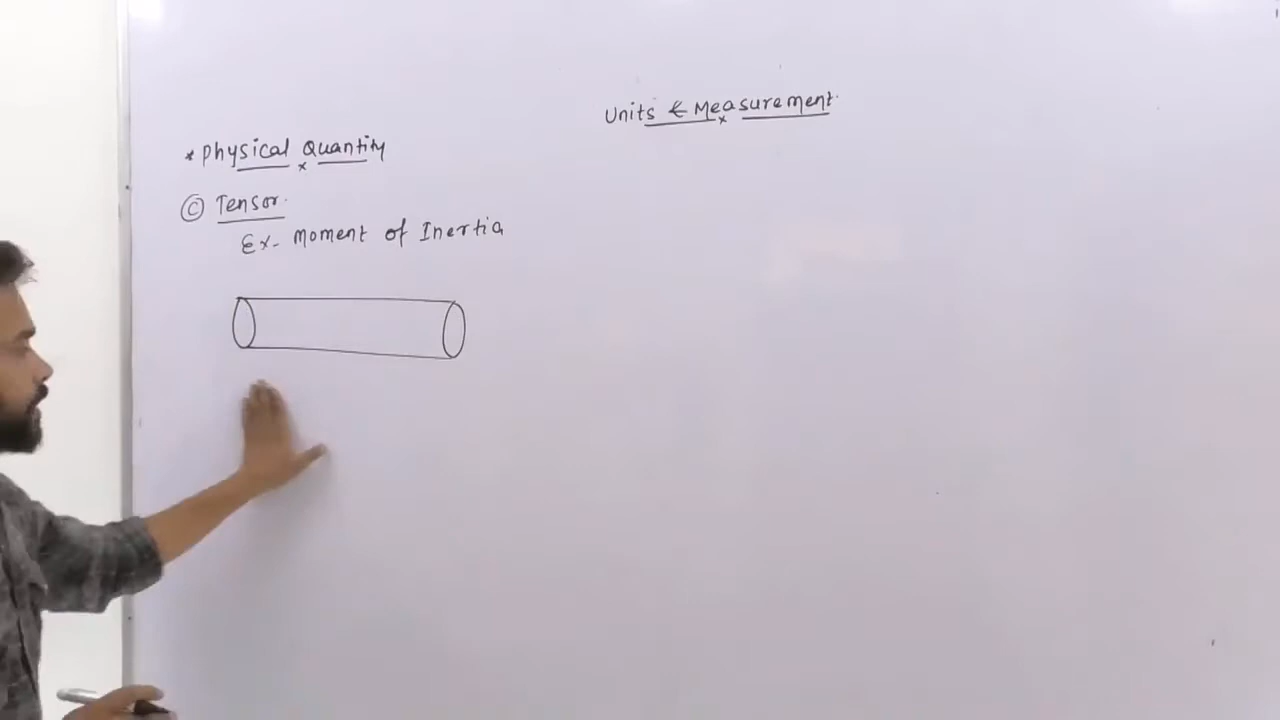 Units & Measurement
* Physical Quantity
ⓒ Tensor.
Ex- Moment of Inertia